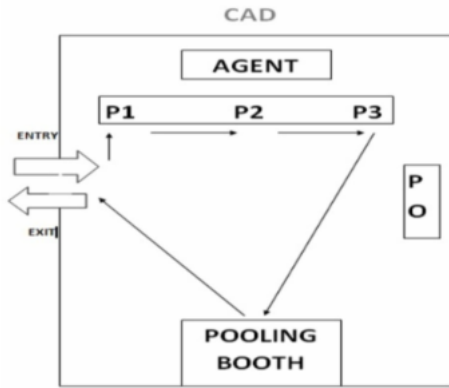 CAD
AGENT
P1 P2 P3
ENTRY
P
O
EXIT
POOLING
BOOTH